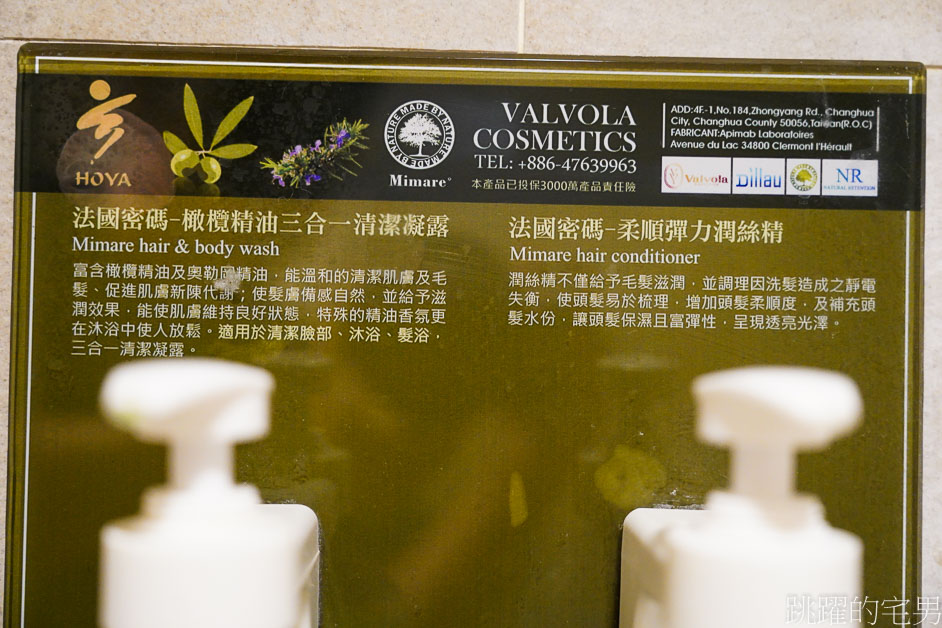 HOYA
MADE BY NATURE MADE BY NATURE
Mimare
VALVOLA
COSMETICS
TEL: +886-47639963
本產品已投保3000萬產品責任險
ADD:4F.-1,No.184,Zhongyang Rd., Changhua
City, Changhua County 50056,Taiwan(R.O.C)
FABRICANT:Apimab Laboratoires
Avenue du Lac 34800 Clermont l'Hérault
Valvola
Dillau
NR
NATURAL RETENTION
法國密碼-橄欖精油三合一清潔凝露
Mimare hair & body wash
富含橄欖精油及奧勒岡精油，能溫和的清潔肌膚及毛
髮、促進肌膚新陳代謝；使髮膚備感自然，並給予滋
潤效果，能使肌膚維持良好狀態，特殊的精油香氛更
在沐浴中使人放鬆。適用於清潔臉部、沐浴、髮浴，
三合一清潔凝露。
法國密碼-柔順彈力潤絲精
Mimare hair conditioner
潤絲精不僅給予毛髮滋潤，並調理因洗髮造成之靜電
失衡，使頭髮易於梳理，增加頭髮柔順度，及補充頭
髮水份，讓頭髮保濕且富彈性，呈現透亮光澤。
跳躍的宅男